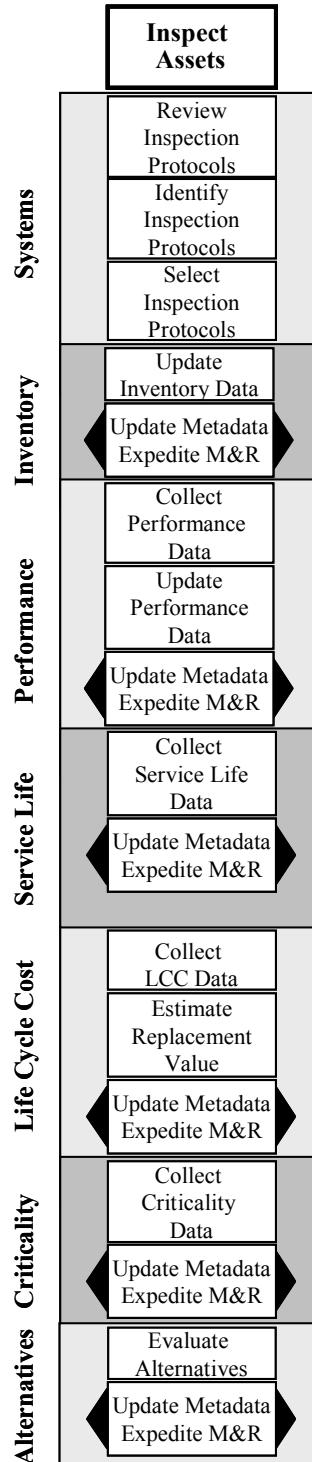 Inspect
Assets
Systems
Review
Inspection
Protocols
Identify
Inspection
Protocols
Select
Inspection
Protocols
Inventory
Update
Inventory Data
Update Metadata
Expedite M&R
Performance
Collect
Performance
Data
Update
Performance
Data
Update Metadata
Expedite M&R
Service Life
Collect
Service Life
Data
Update Metadata
Expedite M&R
Life Cycle Cost
Collect
LCC Data
Estimate
Replacement
Value
Update Metadata
Expedite M&R
Criticality
Collect
Criticality
Data
Update Metadata
Expedite M&R
Alternatives
Evaluate
Alternatives
Update Metadata
Expedite M&R